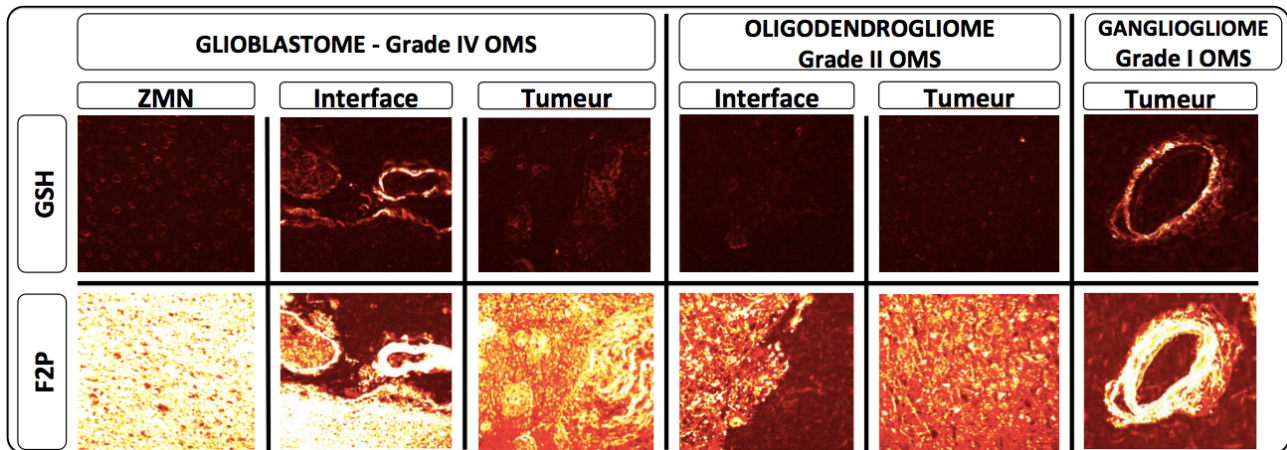 GLIOBLASTOME - Grade IV OMS
OLIGODENDROGLIOME
Grade II OMS
GANGLIOGLIOME
Grade I OMS
ZMN
Interface
Tumeur
Interface
Tumeur
Tumeur
GSH
F2P